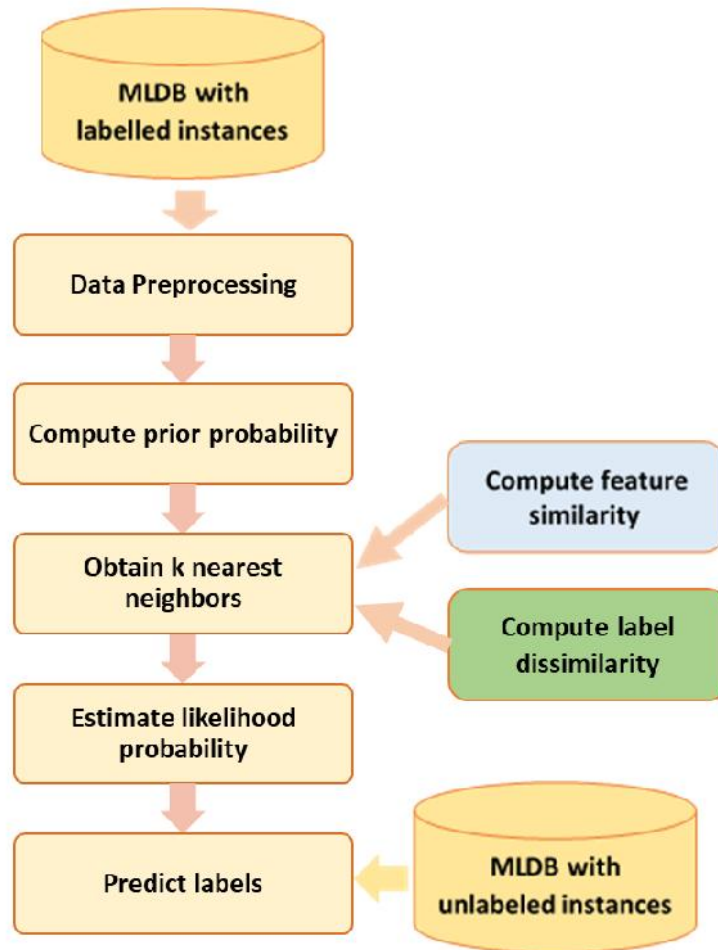 MLDB with
labelled instances
Data Preprocessing
Compute prior probability
Compute feature
similarity
Obtain k nearest
neighbors
Compute label
dissimilarity
Estimate likelihood
probability
Predict labels
MLDB with
unlabeled instances